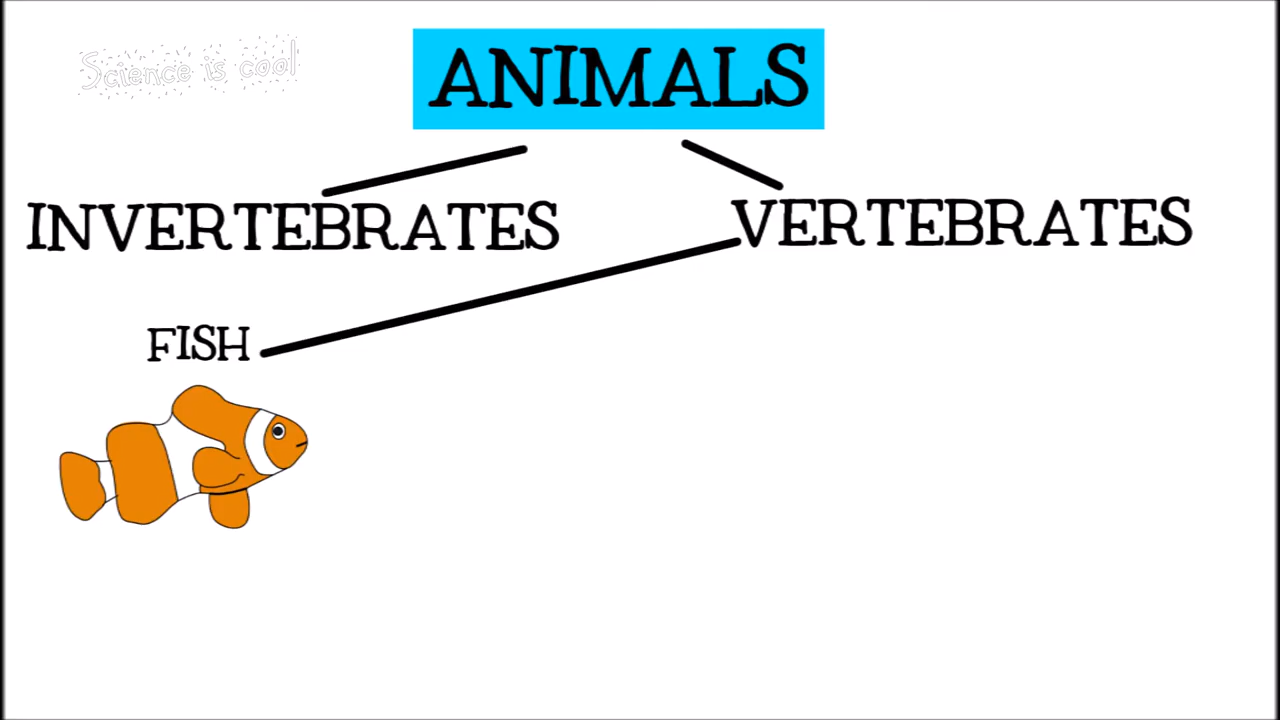 Science is cool
ANIMALS
INVERTEBRATES
VERTEBRATES
FISH